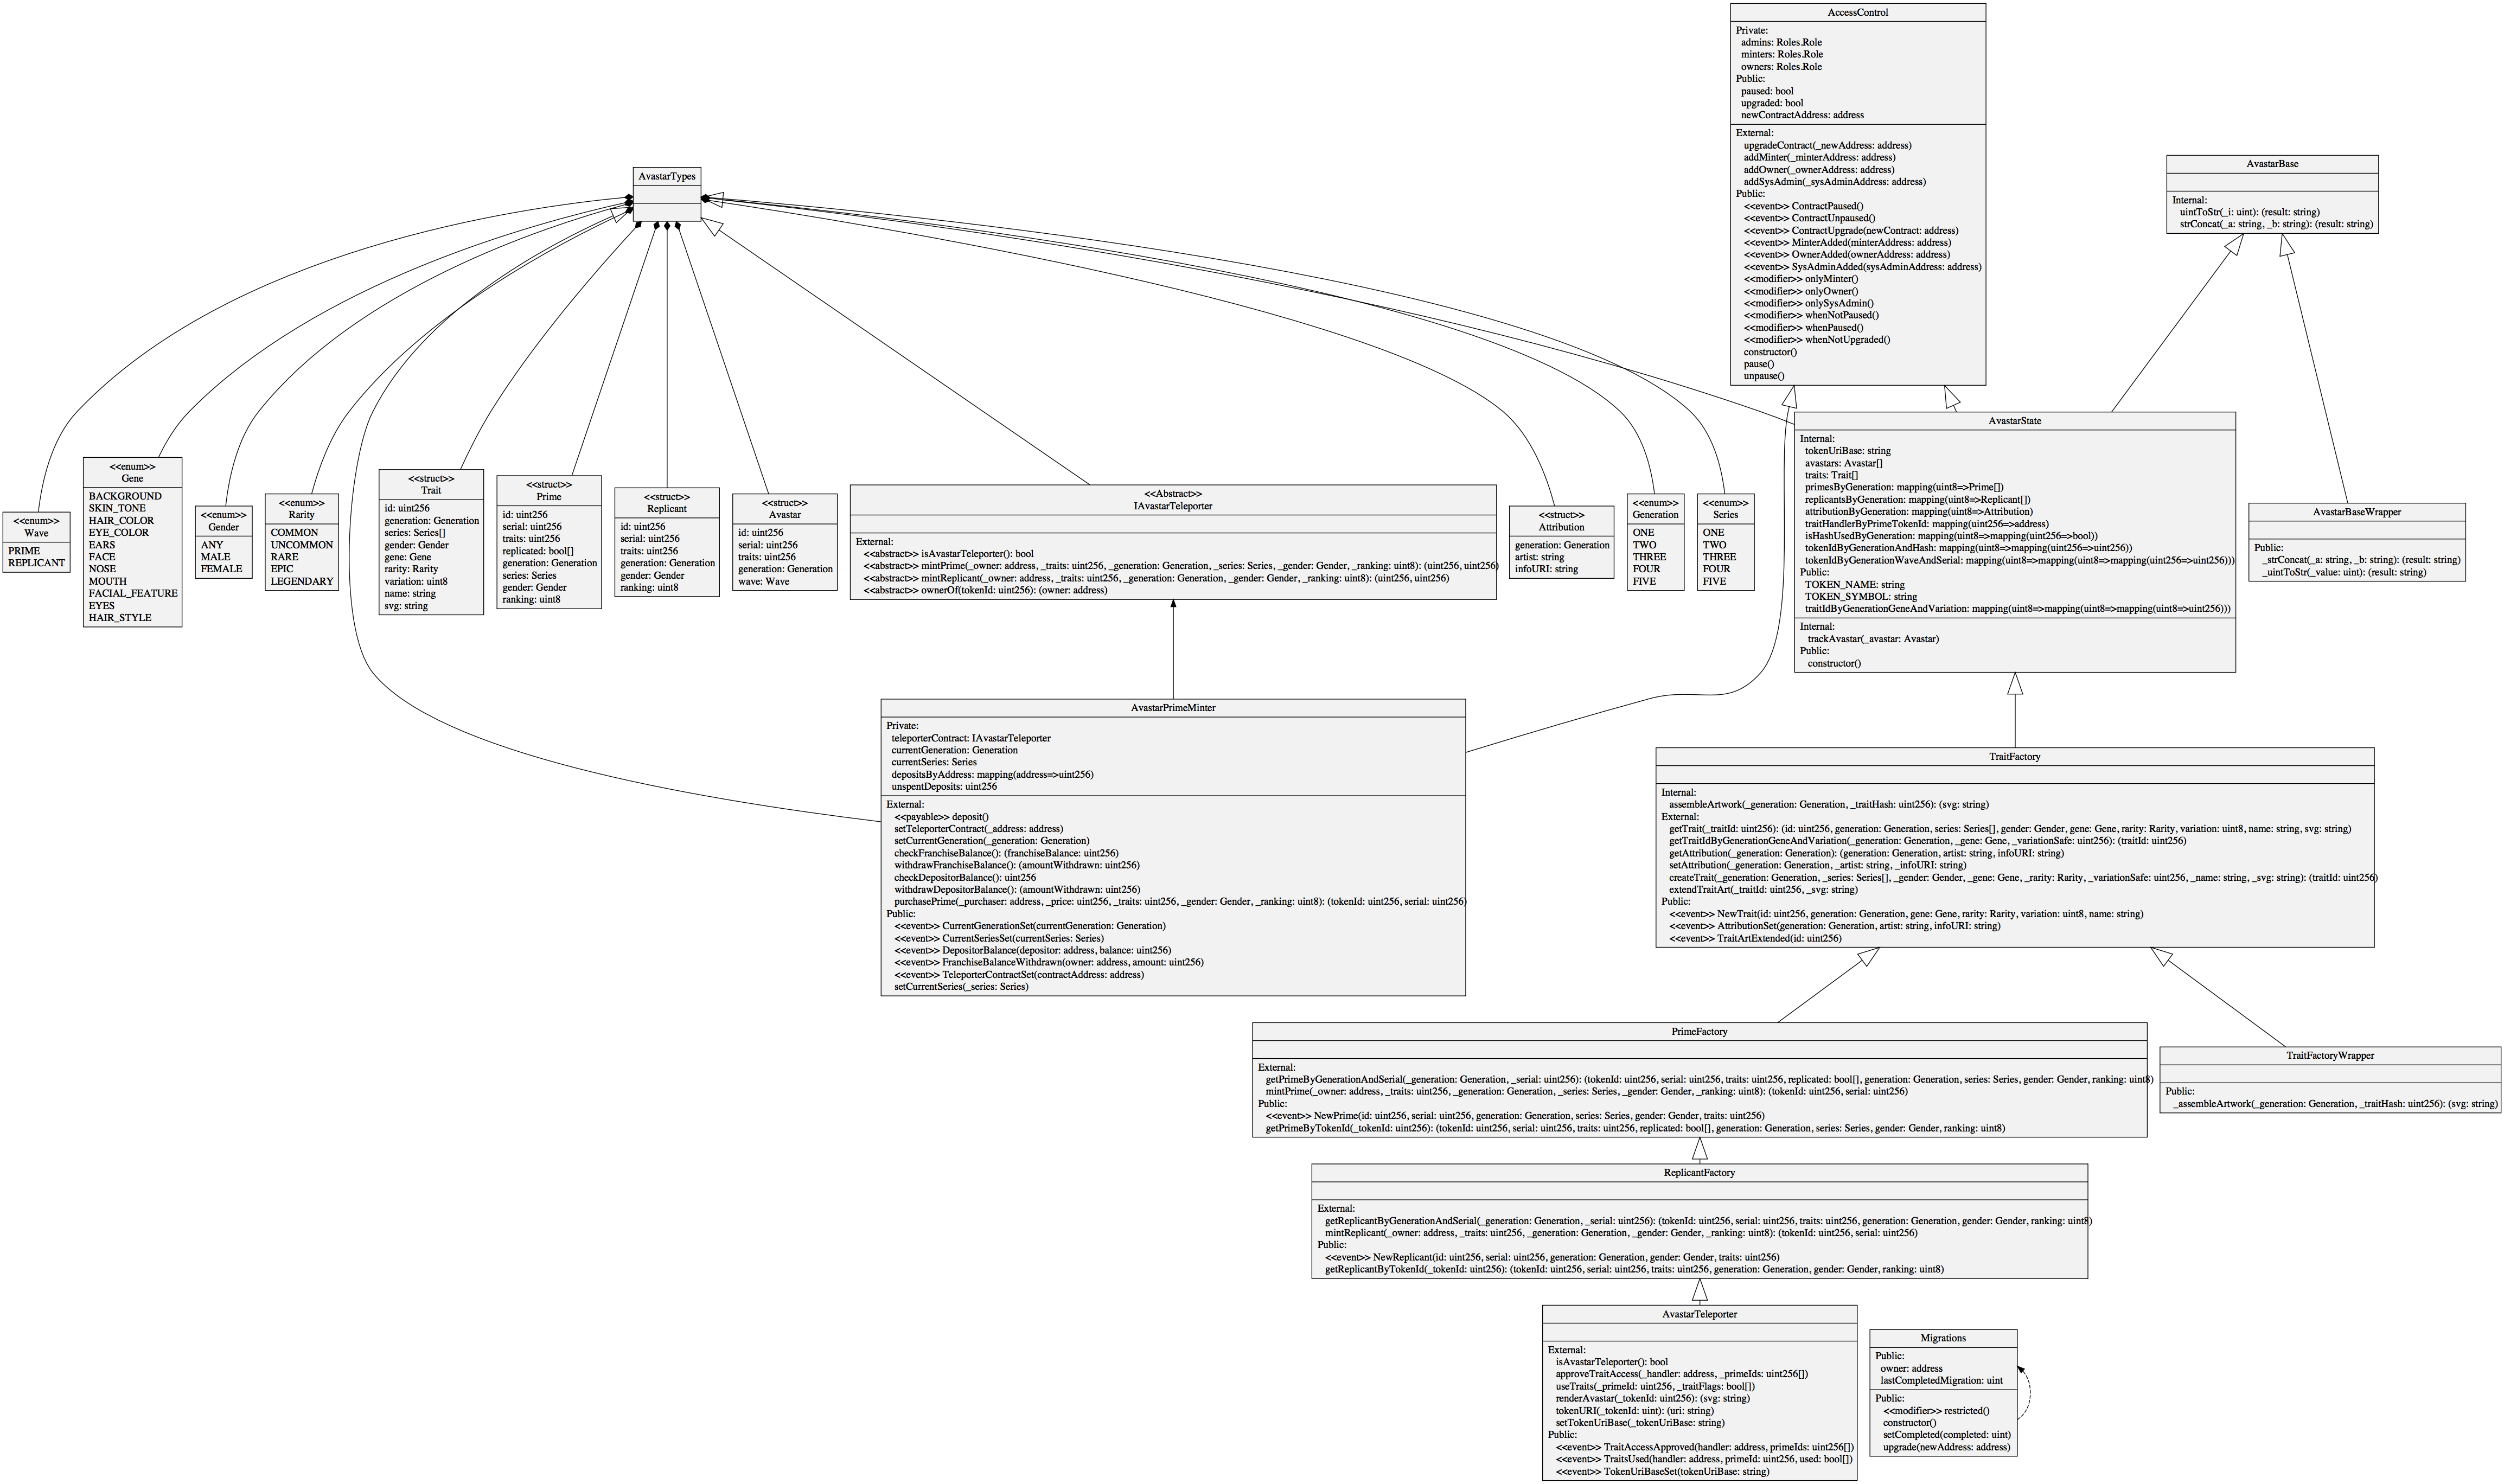 AccessControl
Private:
admins: Roles.Role
minters: Roles.Role
owners: Roles.Role
Public:
paused: bool
upgraded: bool
newContractAddress: address
External:
upgradeContract(_newAddress: address)
addMinter(_minterAddress: address)
addOwner(_ownerAddress: address)
addSysAdmin(_sysAdminAddress: address)
Public:
<<event>> ContractPaused()
<<event>> ContractUnpaused()
<<event>> ContractUpgrade(newContract: address)
<<event>> MinterAdded(minterAddress: address)
<<event>> OwnerAdded(ownerAddress: address)
<<event>> SysAdminAdded(sysAdminAddress: address)
<<modifier>> onlyMinter()
<<modifier>> onlyOwner()
<<modifier>> onlySysAdmin()
<<modifier>> whenNotPaused()
<<modifier>> whenPaused()
<<modifier>> whenNotUpgraded()
constructor()
pause()
unpause()
AvastarBase
Internal:
uintToStr(_i: uint): (result: string)
strConcat(_a: string, _b: string): (result: string)
AvastarTypes
<<enum>>
Wave
PRIME
REPLICANT
<<enum>>
Gene
BACKGROUND
SKIN_TONE
HAIR_COLOR
EYE_COLOR
EARS
FACE
NOSE
MOUTH
FACIAL_FEATURE
EYES
HAIR_STYLE
<<enum>>
Gender
ANY
MALE
FEMALE
<<enum>>
Rarity
COMMON
UNCOMMON
RARE
EPIC
LEGENDARY
<<struct>>
Trait
id: uint256
generation: Generation
series: Series[]
gender: Gender
gene: Gene
rarity: Rarity
variation: uint8
name: string
svg: string
<<struct>>
Prime
id: uint256
serial: uint256
traits: uint256
replicated: bool[]
generation: Generation
series: Series
gender: Gender
ranking: uint8
<<struct>>
Replicant
id: uint256
serial: uint256
traits: uint256
generation: Generation
gender: Gender
ranking: uint8
<<struct>>
Avastar
id: uint256
serial: uint256
traits: uint256
generation: Generation
wave: Wave
<<Abstract>>
IAvastarTeleporter
External:
<<abstract>> isAvastarTeleporter(): bool
<<abstract>> mintPrime(_owner: address, _traits: uint256, _generation: Generation, _series: Series, _gender: Gender, _ranking: uint8): (uint256, uint256)
<<abstract>> mintReplicant(_owner: address, _traits: uint256, _generation: Generation, _gender: Gender, _ranking: uint8): (uint256, uint256)
<<abstract>> ownerOf(tokenId: uint256): (owner: address)
<<struct>>
Attribution
generation: Generation
artist: string
infoURI: string
<<enum>>
Generation
ONE
TWO
THREE
FOUR
FIVE
<<enum>>
Series
ONE
TWO
THREE
FOUR
FIVE
AvastarState
Internal:
tokenUriBase: string
avastars: Avastar[]
traits: Trait[]
primesByGeneration: mapping(uint8=>Prime[])
replicantsByGeneration: mapping(uint8=>Replicant[])
attributionByGeneration: mapping(uint8=>Attribution)
traitHandlerByPrimeTokenId: mapping(uint256=>address)
isHashUsedByGeneration: mapping(uint8=>mapping(uint256=>bool))
tokenIdByGenerationAndHash: mapping(uint8=>mapping(uint256=>uint256))
tokenIdByGenerationWaveAndSerial: mapping(uint8=>mapping(uint8=>mapping(uint256=>uint256)))
Public:
TOKEN_NAME: string
TOKEN_SYMBOL: string
traitIdByGenerationGeneAndVariation: mapping(uint8=>mapping(uint8=>mapping(uint8=>uint256)))
Internal:
trackAvastar(_avastar: Avastar)
Public:
constructor()
AvastarBaseWrapper
Public:
_strConcat(_a: string, _b: string): (result: string)
_uintToStr(_value: uint): (result: string)
AvastarPrimeMinter
Private:
teleporterContract: IAvastarTeleporter
currentGeneration: Generation
currentSeries: Series
depositsByAddress: mapping(address=>uint256)
unspentDeposits: uint256
External:
<<payable>> deposit()
setTeleporterContract(_address: address)
setCurrentGeneration(_generation: Generation)
checkFranchiseBalance(): (franchiseBalance: uint256)
withdrawFranchiseBalance(): (amountWithdrawn: uint256)
checkDepositorBalance(): uint256
withdrawDepositorBalance(): (amountWithdrawn: uint256)
purchasePrime(_purchaser: address, _price: uint256, _traits: uint256, _gender: Gender, _ranking: uint8): (tokenId: uint256, serial: uint256)
Public:
<<event>> CurrentGenerationSet(currentGeneration: Generation)
<<event>> CurrentSeriesSet(currentSeries: Series)
<<event>> DepositorBalance(depositor: address, balance: uint256)
<<event>> FranchiseBalanceWithdrawn(owner: address, amount: uint256)
<<event>> TeleporterContractSet(contractAddress: address)
setCurrentSeries(_series: Series)
TraitFactory
Internal:
assembleArtwork(_generation: Generation, _traitHash: uint256): (svg: string)
External:
getTrait(_traitId: uint256): (id: uint256, generation: Generation, series: Series[], gender: Gender, gene: Gene, rarity: Rarity, variation: uint8, name: string, svg: string)
getTraitIdByGenerationGeneAndVariation(_generation: Generation, _gene: Gene, _variationSafe: uint256): (traitId: uint256)
getAttribution(_generation: Generation): (generation: Generation, artist: string, infoURI: string)
setAttribution(_generation: Generation, _artist: string, _infoURI: string)
createTrait(_generation: Generation, _series: Series[], _gender: Gender, _gene: Gene, _rarity: Rarity, _variationSafe: uint256, _name: string, _svg: string): (traitId: uint256)
extendTraitArt(_traitId: uint256, _svg: string)
Public:
<<event>> NewTrait(id: uint256, generation: Generation, gene: Gene, rarity: Rarity, variation: uint8, name: string)
<<event>> AttributionSet(generation: Generation, artist: string, infoURI: string)
<<event>> TraitArtExtended(id: uint256)
PrimeFactory
External:
getPrimeByGenerationAndSerial(_generation: Generation, _serial: uint256): (tokenId: uint256, serial: uint256, traits: uint256, replicated: bool[], generation: Generation, series: Series, gender: Gender, ranking: uint8)
mintPrime(_owner: address, _traits: uint256, _generation: Generation, _series: Series, _gender: Gender, _ranking: uint8): (tokenId: uint256, serial: uint256)
Public:
<<event>> NewPrime(id: uint256, serial: uint256, generation: Generation, series: Series, gender: Gender, traits: uint256)
getPrimeByTokenId(_tokenId: uint256): (tokenId: uint256, serial: uint256, traits: uint256, replicated: bool[], generation: Generation, series: Series, gender: Gender, ranking: uint8)
TraitFactoryWrapper
Public:
_assembleArtwork(_generation: Generation, _traitHash: uint256): (svg: string)
ReplicantFactory
External:
getReplicantByGenerationAndSerial(_generation: Generation, _serial: uint256): (tokenId: uint256, serial: uint256, traits: uint256, generation: Generation, gender: Gender, ranking: uint8)
mintReplicant(_owner: address, _traits: uint256, _generation: Generation, _gender: Gender, _ranking: uint8): (tokenId: uint256, serial: uint256)
Public:
<<event>> NewReplicant(id: uint256, serial: uint256, generation: Generation, gender: Gender, traits: uint256)
getReplicantByTokenId(_tokenId: uint256): (tokenId: uint256, serial: uint256, traits: uint256, generation: Generation, gender: Gender, ranking: uint8)
AvastarTeleporter
External:
isAvastarTeleporter(): bool
approveTraitAccess(_handler: address, _primeIds: uint256[])
useTraits(_primeId: uint256, _traitFlags: bool[])
renderAvastar(_tokenId: uint256): (svg: string)
tokenURI(_tokenId: uint): (uri: string)
setTokenUriBase(_tokenUriBase: string)
Public:
<<event>> TraitAccessApproved(handler: address, primeIds: uint256[])
<<event>> TraitsUsed(handler: address, primeId: uint256, used: bool[])
<<event>> TokenUriBaseSet(tokenUriBase: string)
Migrations
Public:
owner: address
lastCompletedMigration: uint
Public:
<<modifier>> restricted()
constructor()
setCompleted(completed: uint)
upgrade(newAddress: address)